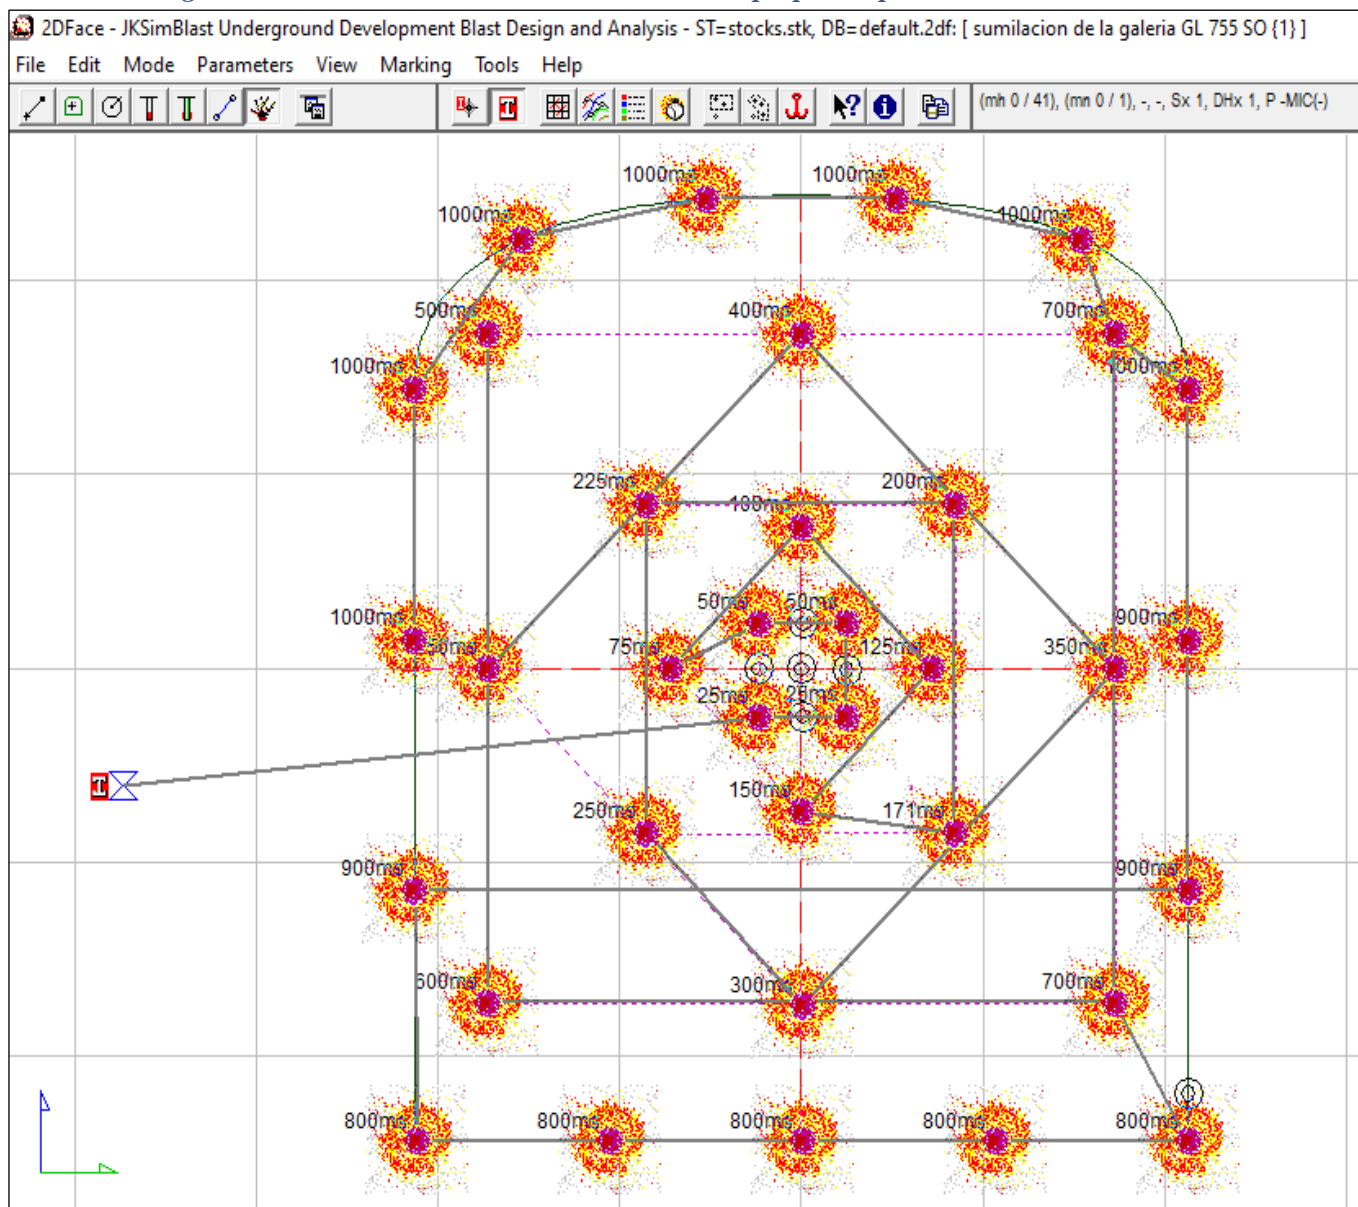 2DFace - JKSimBlast Underground Development Blast Design and Analysis - ST=stocks.stk, DB=default.2df: [ sumilacion de la galeria GL 755 SO {1} ]
File Edit Mode Parameters View Marking Tools Help
(mh 0 / 41), (mn 0 / 1), -, -, Sx 1, DHx 1, P -MIC(-)
1000ms 1000ms
1000ms 1000ms
500ms 400ms 700ms
1000ms 1000ms
225ms 200ms
100ms
50ms 50ms
1000ms 900ms
75ms 125ms 350ms
25ms 25ms
150ms
250ms 171ms
900ms 900ms
600ms 300ms 700ms
800ms 800ms 800ms 800ms 800ms